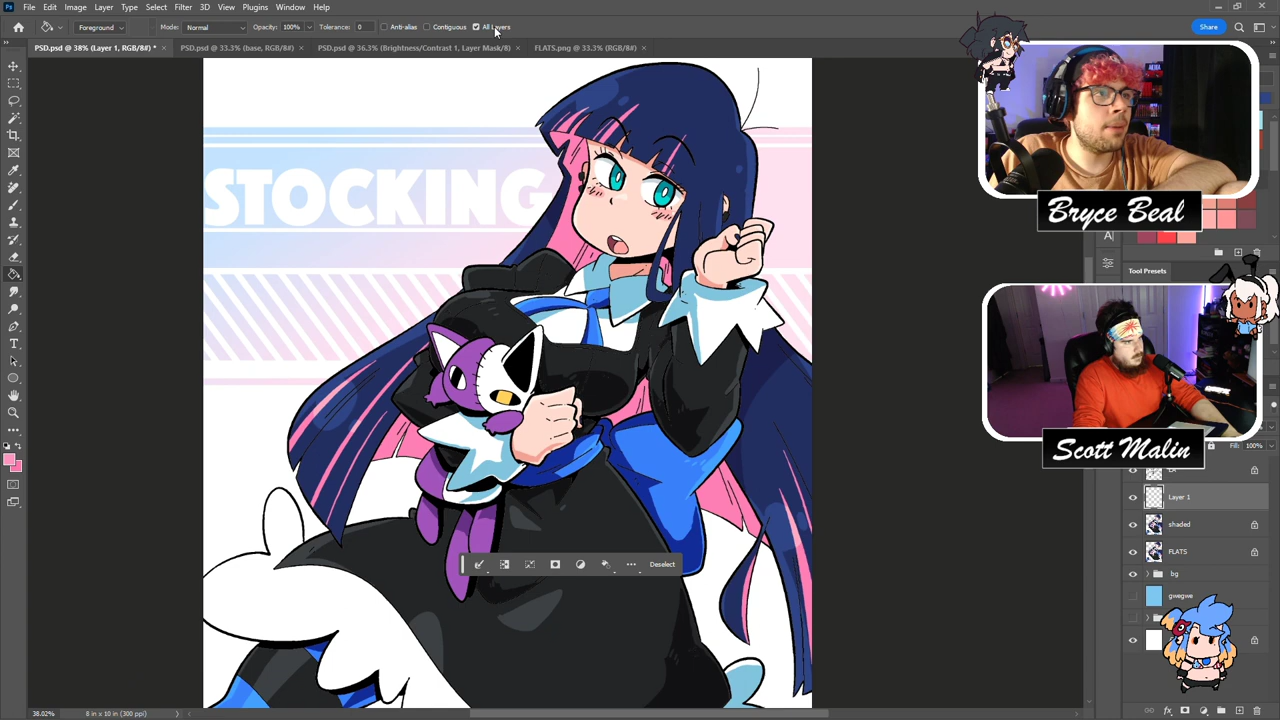 Ps File Edit Image Layer Type Select Filter 3D View Plugins Window Help
Foreground Mode: Normal Opacity: 100% Tolerance: 0 Anti-alias Contiguous All Layers Share
PSD.psd @ 38% (Layer 1, RGB/8#) * × PSD.psd @ 33.3% (base, RGB/8#) × PSD.psd @ 36.3% (Brightness/Contrast 1, Layer Mask/8) × FLATS.png @ 33.3% (RGB/8#) ×
STOCKING
Bryce Beal
Tool Presets
Scott Malin
Fill: 100%
Layer 1
shaded
FLATS
bg
gwegwe
Deselect
38.02% 8 in x 10 in (300 ppi)